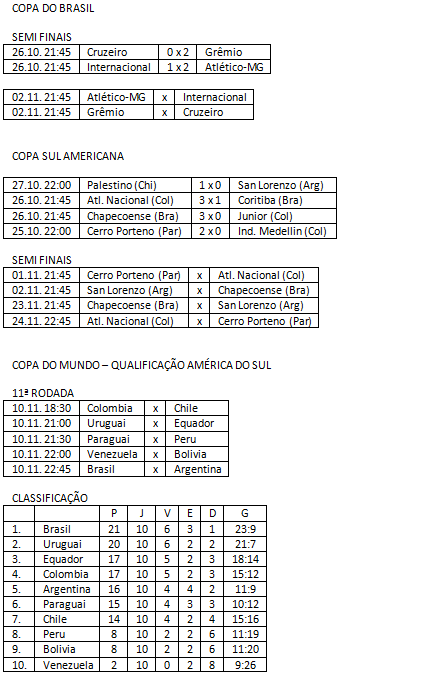 COPA DO BRASIL
SEMI FINAIS
26.10. 21:45 Cruzeiro 0 x 2 Grêmio
26.10. 21:45 Internacional 1 x 2 Atlético-MG
02.11. 21:45 Atlético-MG x Internacional
02.11. 21:45 Grêmio x Cruzeiro
COPA SUL AMERICANA
27.10. 22:00 Palestino (Chi) 1 x 0 San Lorenzo (Arg)
26.10. 21:45 Atl. Nacional (Col) 3 x 1 Coritiba (Bra)
26.10. 21:45 Chapecoense (Bra) 3 x 0 Junior (Col)
25.10. 22:00 Cerro Porteno (Par) 2 x 0 Ind. Medellin (Col)
SEMI FINAIS
01.11. 21:45 Cerro Porteno (Par) x Atl. Nacional (Col)
02.11. 21:45 San Lorenzo (Arg) x Chapecoense (Bra)
23.11. 21:45 Chapecoense (Bra) x San Lorenzo (Arg)
24.11. 22:45 Atl. Nacional (Col) x Cerro Porteno (Par)
COPA DO MUNDO – QUALIFICAÇÃO AMÉRICA DO SUL
11ª RODADA
10.11. 18:30 Colombia x Chile
10.11. 21:00 Uruguai x Equador
10.11. 21:30 Paraguai x Peru
10.11. 22:00 Venezuela x Bolivia
10.11. 22:45 Brasil x Argentina
CLASSIFICAÇÃO
P J V E D G
1. Brasil 21 10 6 3 1 23:9
2. Uruguai 20 10 6 2 2 21:7
3. Equador 17 10 5 2 3 18:14
4. Colombia 17 10 5 2 3 15:12
5. Argentina 16 10 4 4 2 11:9
6. Paraguai 15 10 4 3 3 10:12
7. Chile 14 10 4 2 4 15:16
8. Peru 8 10 2 2 6 11:19
9. Bolivia 8 10 2 2 6 11:20
10. Venezuela 2 10 0 2 8 9:26